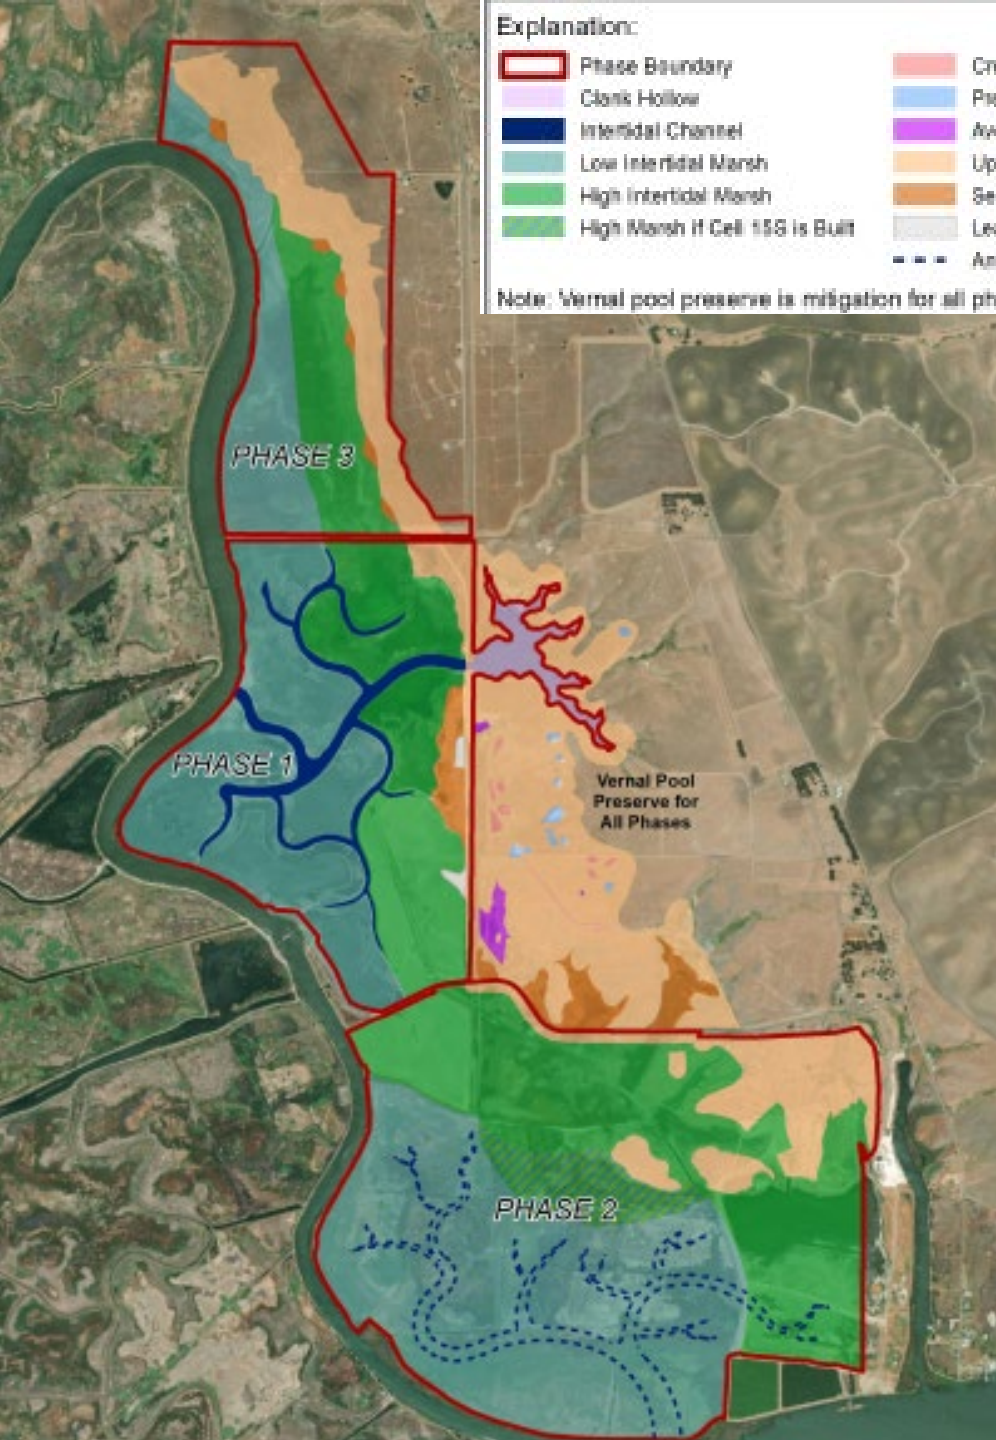 Explanation:
Phase Boundary
Clank Hollow
Intertidal Channel
Low Intertidal Marsh
High Intertidal Marsh
High Marsh if Cell 15S is Built
Note: Vernal pool preserve is mitigation for all ph
PHASE 3
PHASE 1
Vernal Pool
Preserve for
All Phases
PHASE 2